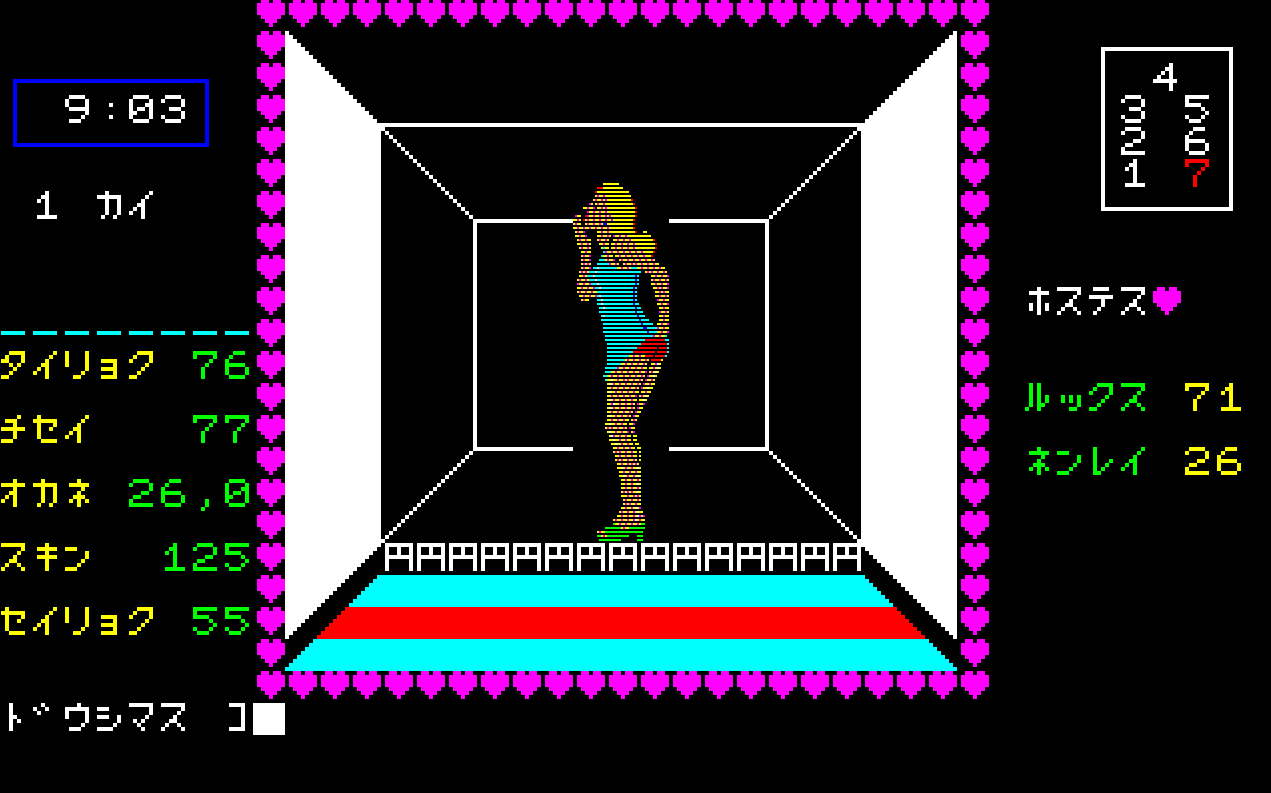 9:03
1 カイ
タイリョク 76
チセイ 77
オカネ 26,0
スキン 125
セイリョク 55
ドウシマス コ
4
3 5
2 6
1 7
ホステス♥
ルックス 71
ネンレイ 26